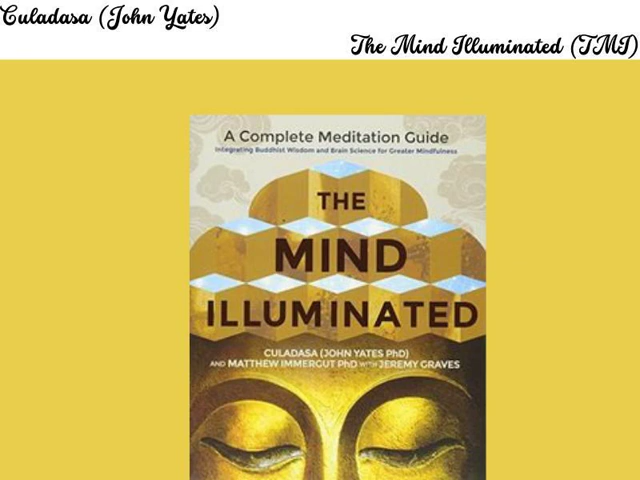 Culadasa (John Yates)
The Mind Illuminated (TMI)
A Complete Meditation Guide
Integrating Buddhist Wisdom and Brain Science for Greater Mindfulness
THE
MIND
ILLUMINATED
CULADASA (JOHN YATES PhD)
AND MATTHEW IMMERGUT PhD WITH JEREMY GRAVES